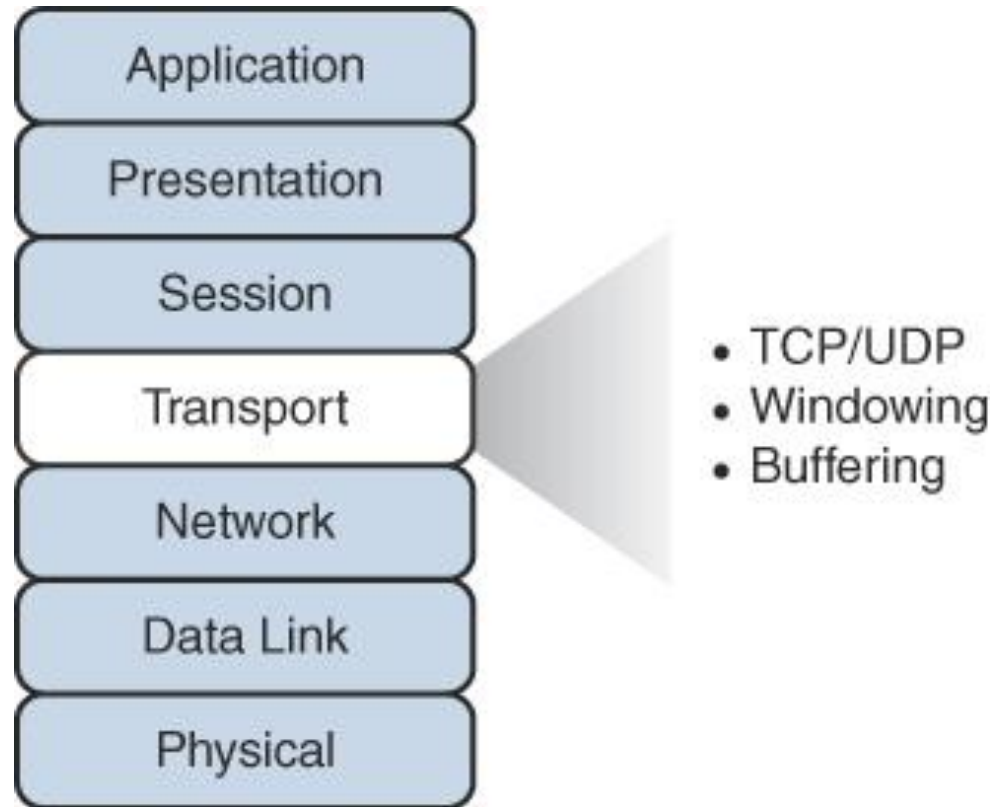 Application
Presentation
Session
Transport
Network
Data Link
Physical
• TCP/UDP
• Windowing
• Buffering